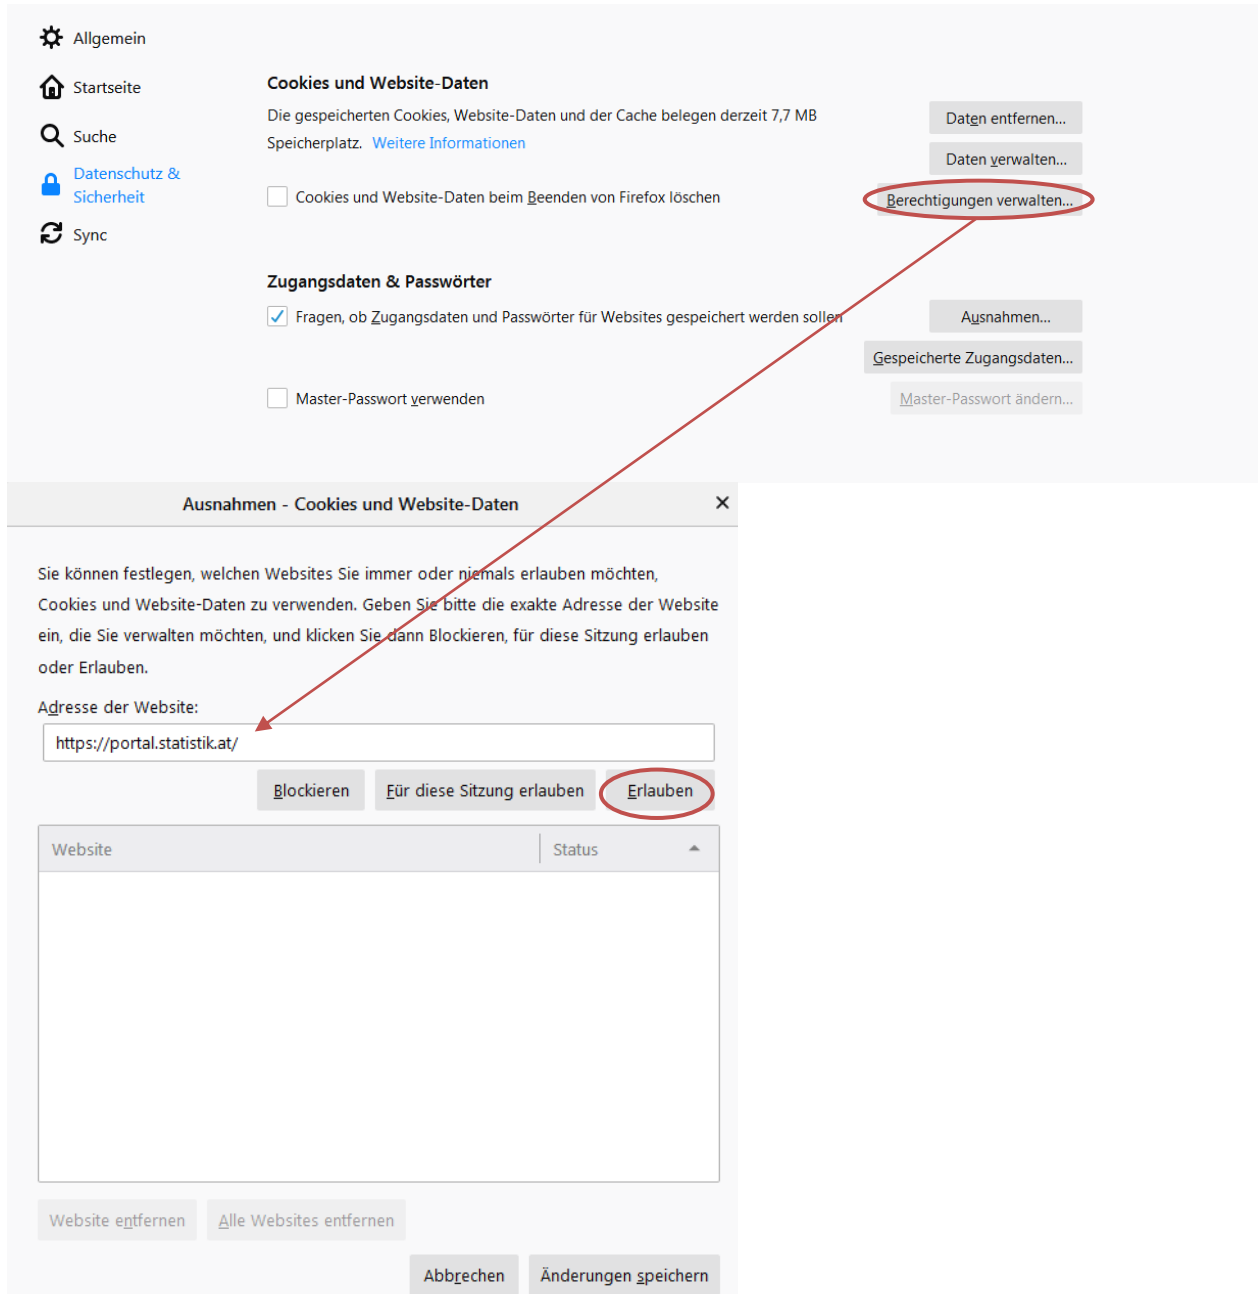 Allgemein
Startseite
Suche
Datenschutz &
Sicherheit
Sync
Cookies und Website-Daten
Die gespeicherten Cookies, Website-Daten und der Cache belegen derzeit 7,7 MB
Speicherplatz. Weitere Informationen
Daten entfernen...
Daten verwalten...
Cookies und Website-Daten beim Beenden von Firefox löschen
Berechtigungen verwalten...
Zugangsdaten & Passwörter
Fragen, ob Zugangsdaten und Passwörter für Websites gespeichert werden sollen
Ausnahmen...
Gespeicherte Zugangsdaten...
Master-Passwort verwenden
Master-Passwort ändern...
Ausnahmen - Cookies und Website-Daten
Sie können festlegen, welchen Websites Sie immer oder niemals erlauben möchten,
Cookies und Website-Daten zu verwenden. Geben Sie bitte die exakte Adresse der Website
ein, die Sie verwalten möchten, und klicken Sie dann Blockieren, für diese Sitzung erlauben
oder Erlauben.
Adresse der Website:
https://portal.statistik.at/
Blockieren
Für diese Sitzung erlauben
Erlauben
Website
Status
Website entfernen
Alle Websites entfernen
Abbrechen
Änderungen speichern